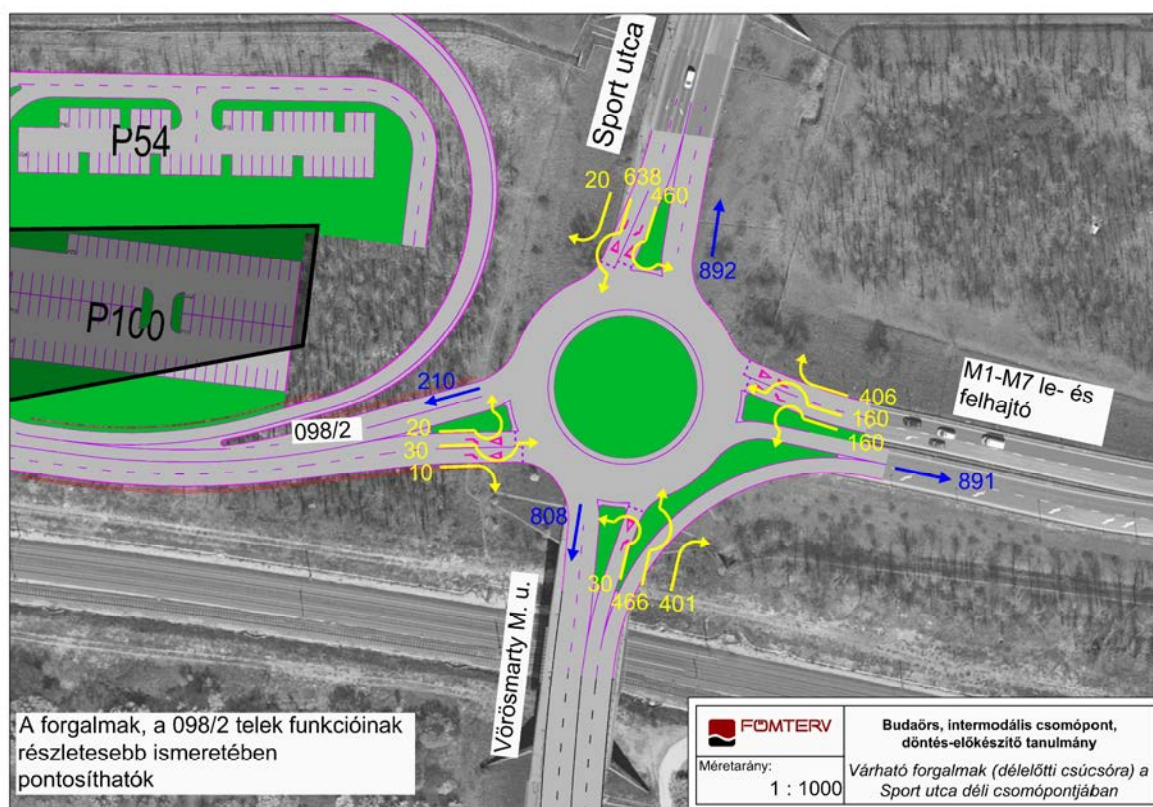 Sport utca
P54
20
638
460
892
P100
M1-M7 le- és
felhajtó
210
406
160
098/2
20
160
30
10
891
808
30
466
401
Vörösmarty M. u.
A forgalmak, a 098/2 telek funkcióinak
részletesebb ismeretében
pontosíthatók
FŐMTERV
Méretarány:
1 : 1000
Budaörs, intermodális csomópont,
döntés-előkészítő tanulmány
Várható forgalmak (délelőtti csúcsóra) a
Sport utca déli csomópontjában